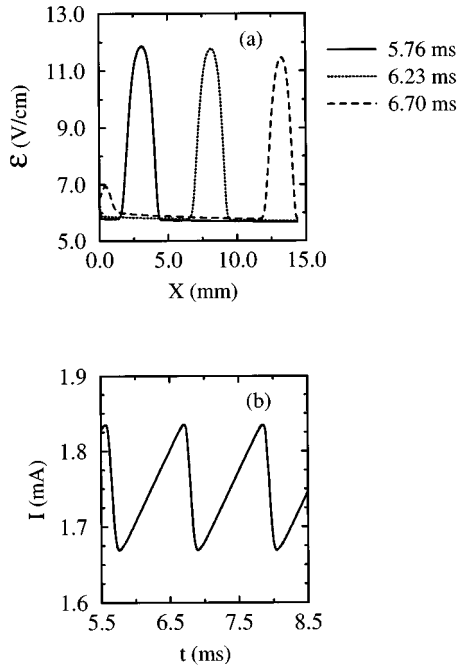 (a)
13.0
11.0
9.0
7.0
5.0
ε (V/cm)
0.0 5.0 10.0 15.0
X (mm)
5.76 ms
6.23 ms
6.70 ms
(b)
1.9
1.8
1.7
1.6
I (mA)
5.5 6.5 7.5 8.5
t (ms)